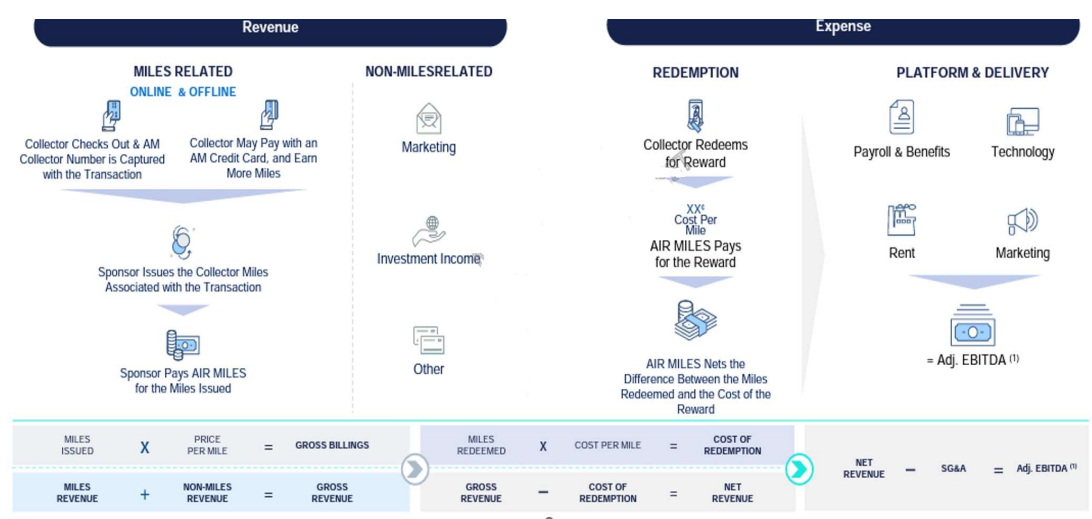 Revenue
MILES RELATED
ONLINE & OFFLINE
Collector Checks Out & AM
Collector Number is Captured
with the Transaction
Collector May Pay with an
AM Credit Card, and Earn
More Miles
Sponsor Issues the Collector Miles
Associated with the Transaction
Sponsor Pays AIR MILES
for the Miles Issued
NON-MILESRELATED
Marketing
Investment Income
Other
Expense
REDEMPTION
Collector Redeems
for Reward
XX¢
Cost Per
Mile
AIR MILES Pays
for the Reward
AIR MILES Nets the
Difference Between the Miles
Redeemed and the Cost of the
Reward
PLATFORM & DELIVERY
Payroll & Benefits
Technology
Rent
Marketing
= Adj. EBITDA (1)
MILES
ISSUED
X
PRICE
PER MILE
=
GROSS BILLINGS
MILES
REVENUE
+
NON-MILES
REVENUE
=
GROSS
REVENUE
MILES
REDEEMED
X
COST PER MILE
=
COST OF
REDEMPTION
GROSS
REVENUE
–
COST OF
REDEMPTION
=
NET
REVENUE
NET
REVENUE
–
SG&A
=
Adj. EBITDA (1)